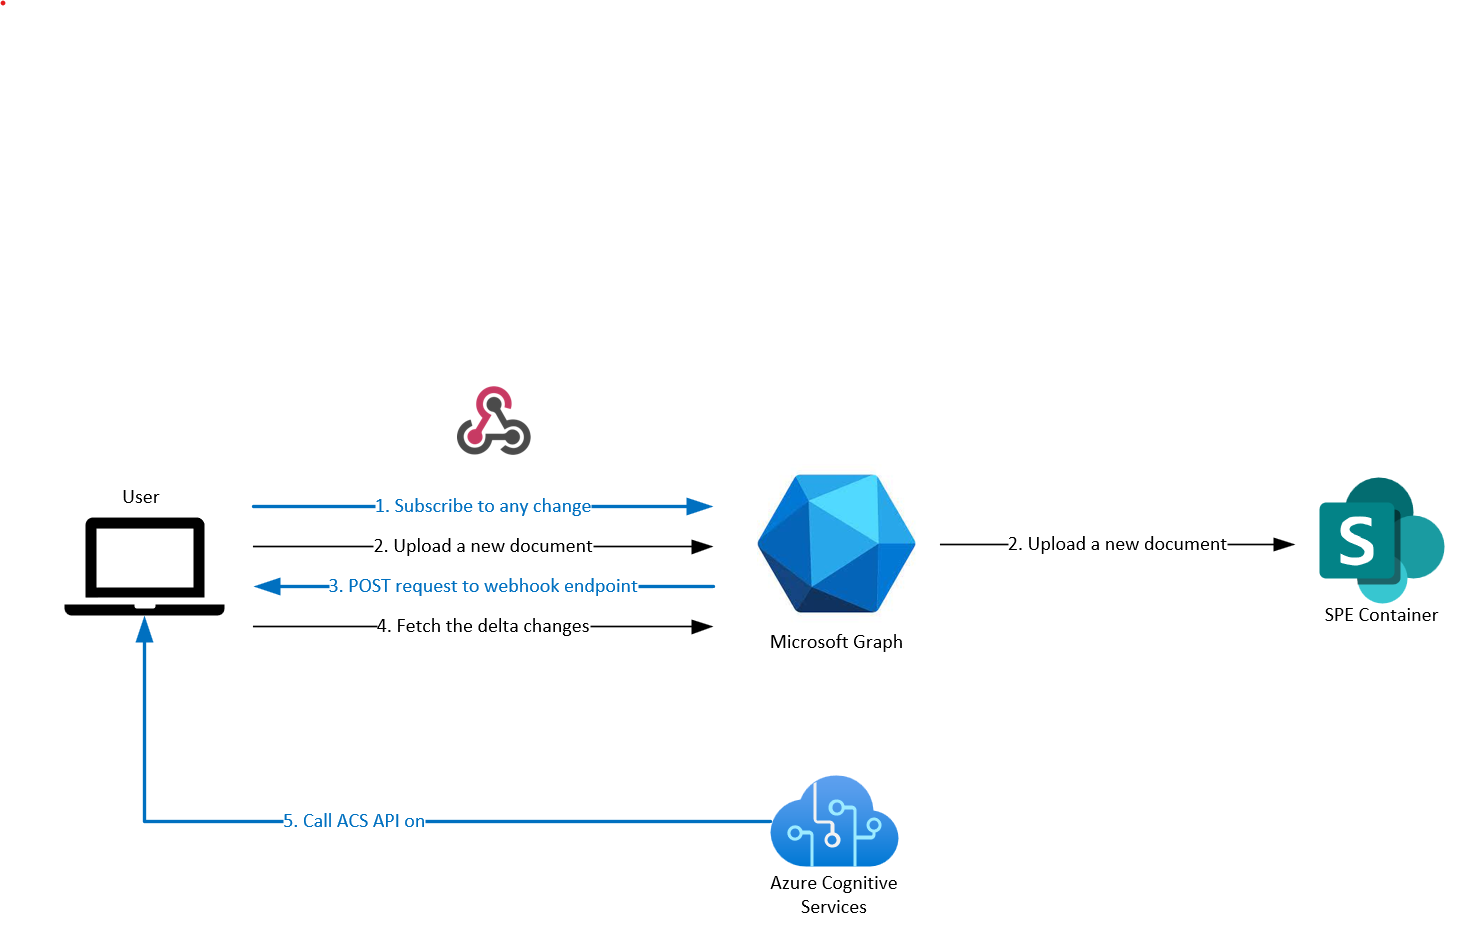 User
1. Subscribe to any change
2. Upload a new document
3. POST request to webhook endpoint
4. Fetch the delta changes
Microsoft Graph
2. Upload a new document
S
SPE Container
5. Call ACS API on
Azure Cognitive
Services